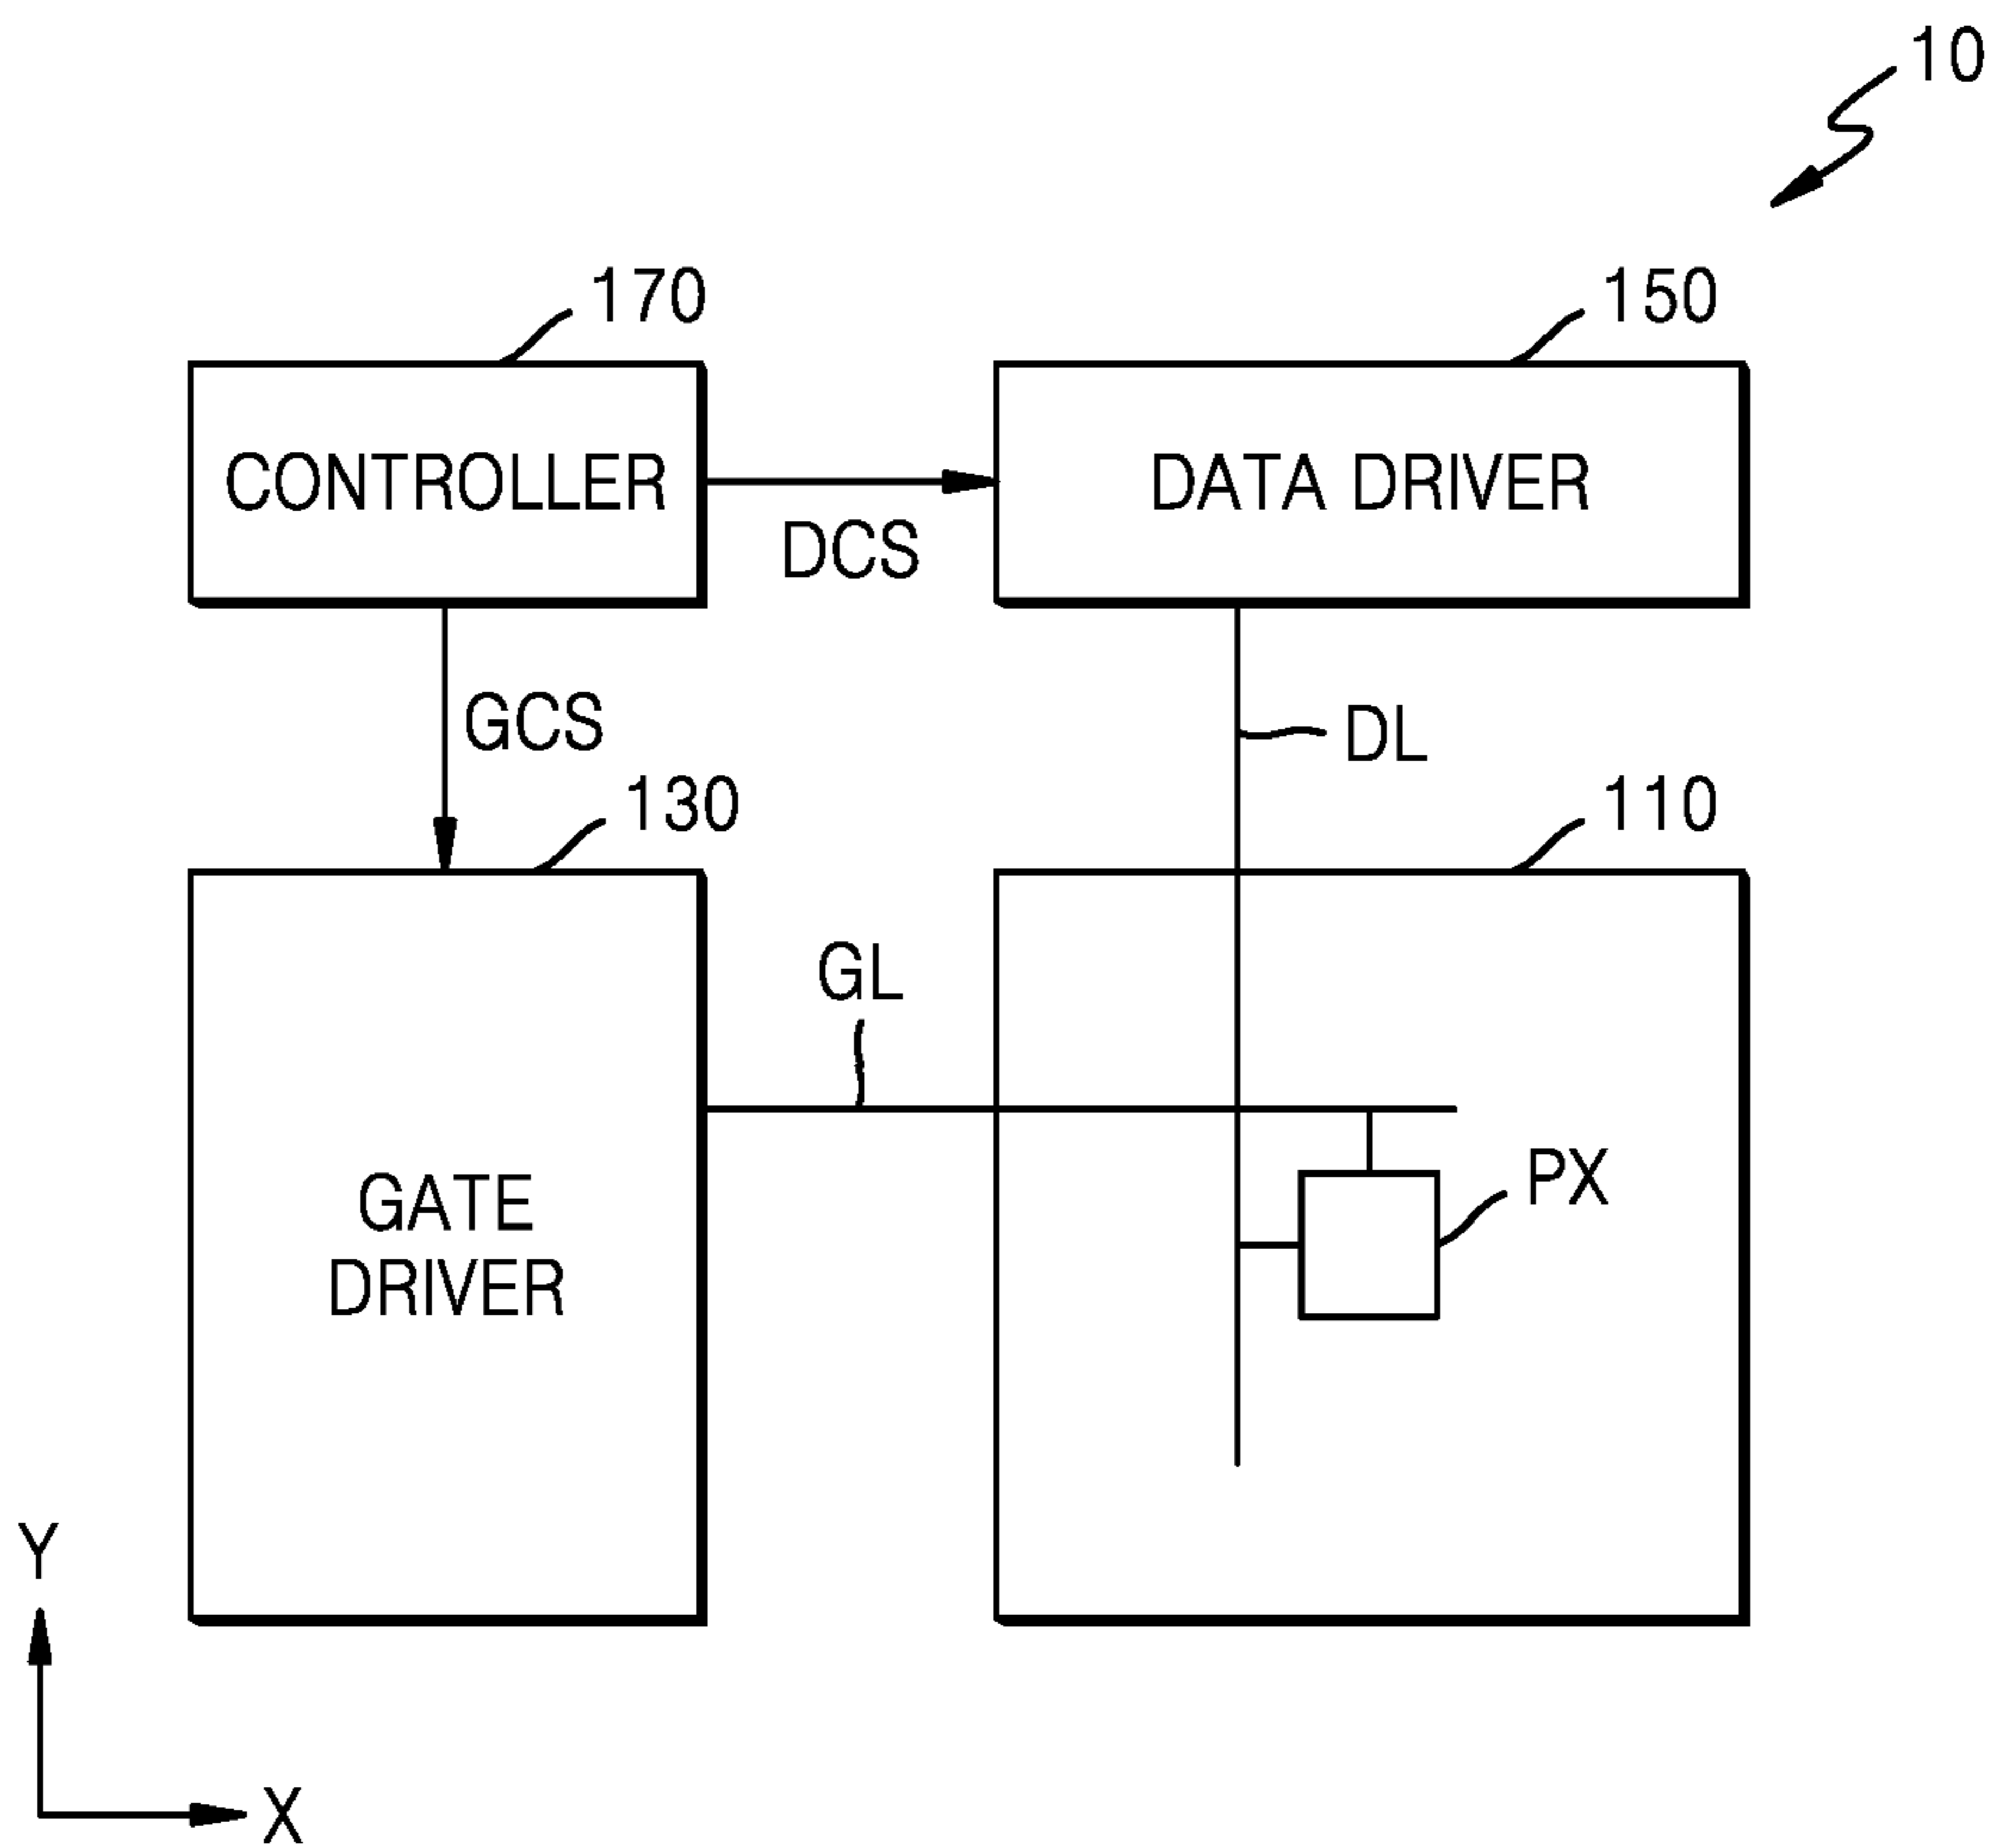 10
170
150
CONTROLLER
DATA DRIVER
DCS
GCS
DL
130
110
GL
PX
GATE
DRIVER
Y
X